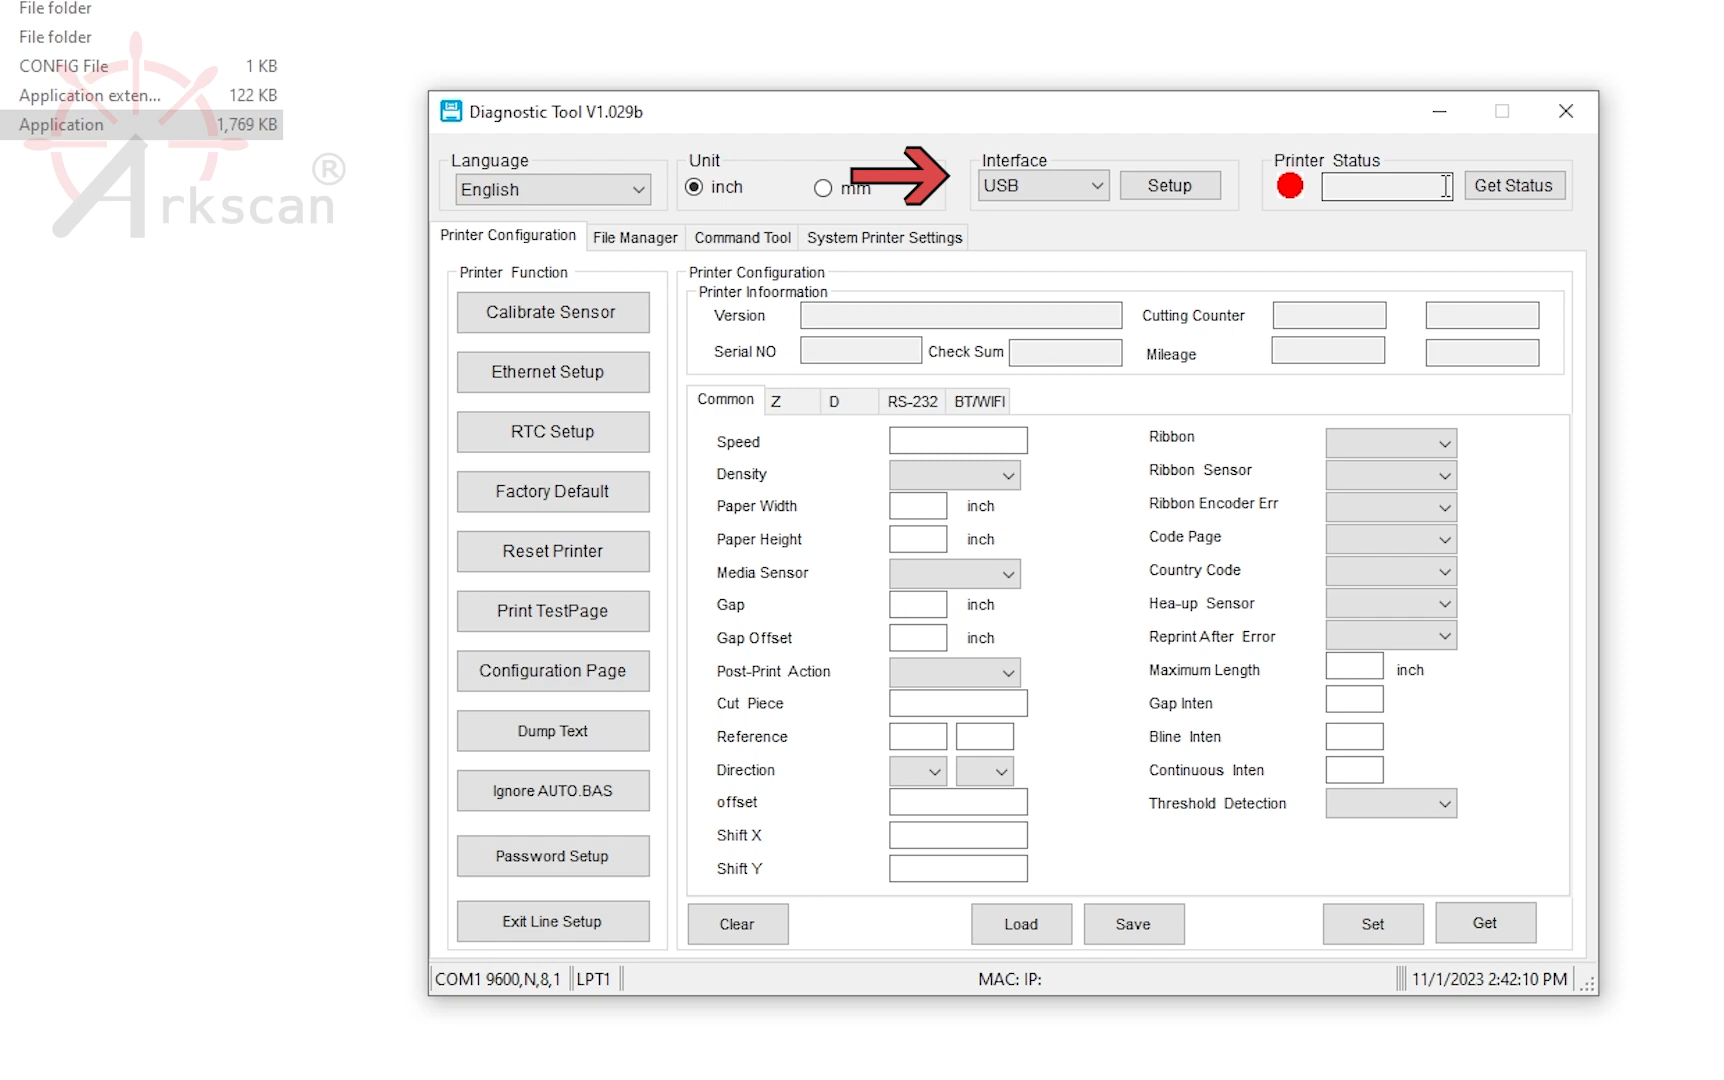 File folder
File folder
CONFIG File 1 KB
Application exten... 122 KB
Application 1,769 KB
Arkscan ®
Diagnostic Tool V1.029b
Language
English
Unit
inch
mm
Interface
USB
Setup
Printer Status
Get Status
Printer Configuration
File Manager
Command Tool
System Printer Settings
Printer Function
Calibrate Sensor
Ethernet Setup
RTC Setup
Factory Default
Reset Printer
Print TestPage
Configuration Page
Dump Text
Ignore AUTO.BAS
Password Setup
Exit Line Setup
Printer Configuration
Printer Infoormation
Version
Cutting Counter
Serial NO
Check Sum
Mileage
Common
Z
D
RS-232
BT/WIFI
Speed
Density
Paper Width inch
Paper Height inch
Media Sensor
Gap inch
Gap Offset inch
Post-Print Action
Cut Piece
Reference
Direction
offset
Shift X
Shift Y
Ribbon
Ribbon Sensor
Ribbon Encoder Err
Code Page
Country Code
Hea-up Sensor
Reprint After Error
Maximum Length inch
Gap Inten
Bline Inten
Continuous Inten
Threshold Detection
Clear
Load
Save
Set
Get
COM1 9600,N,8,1
LPT1
MAC: IP:
11/1/2023 2:42:10 PM